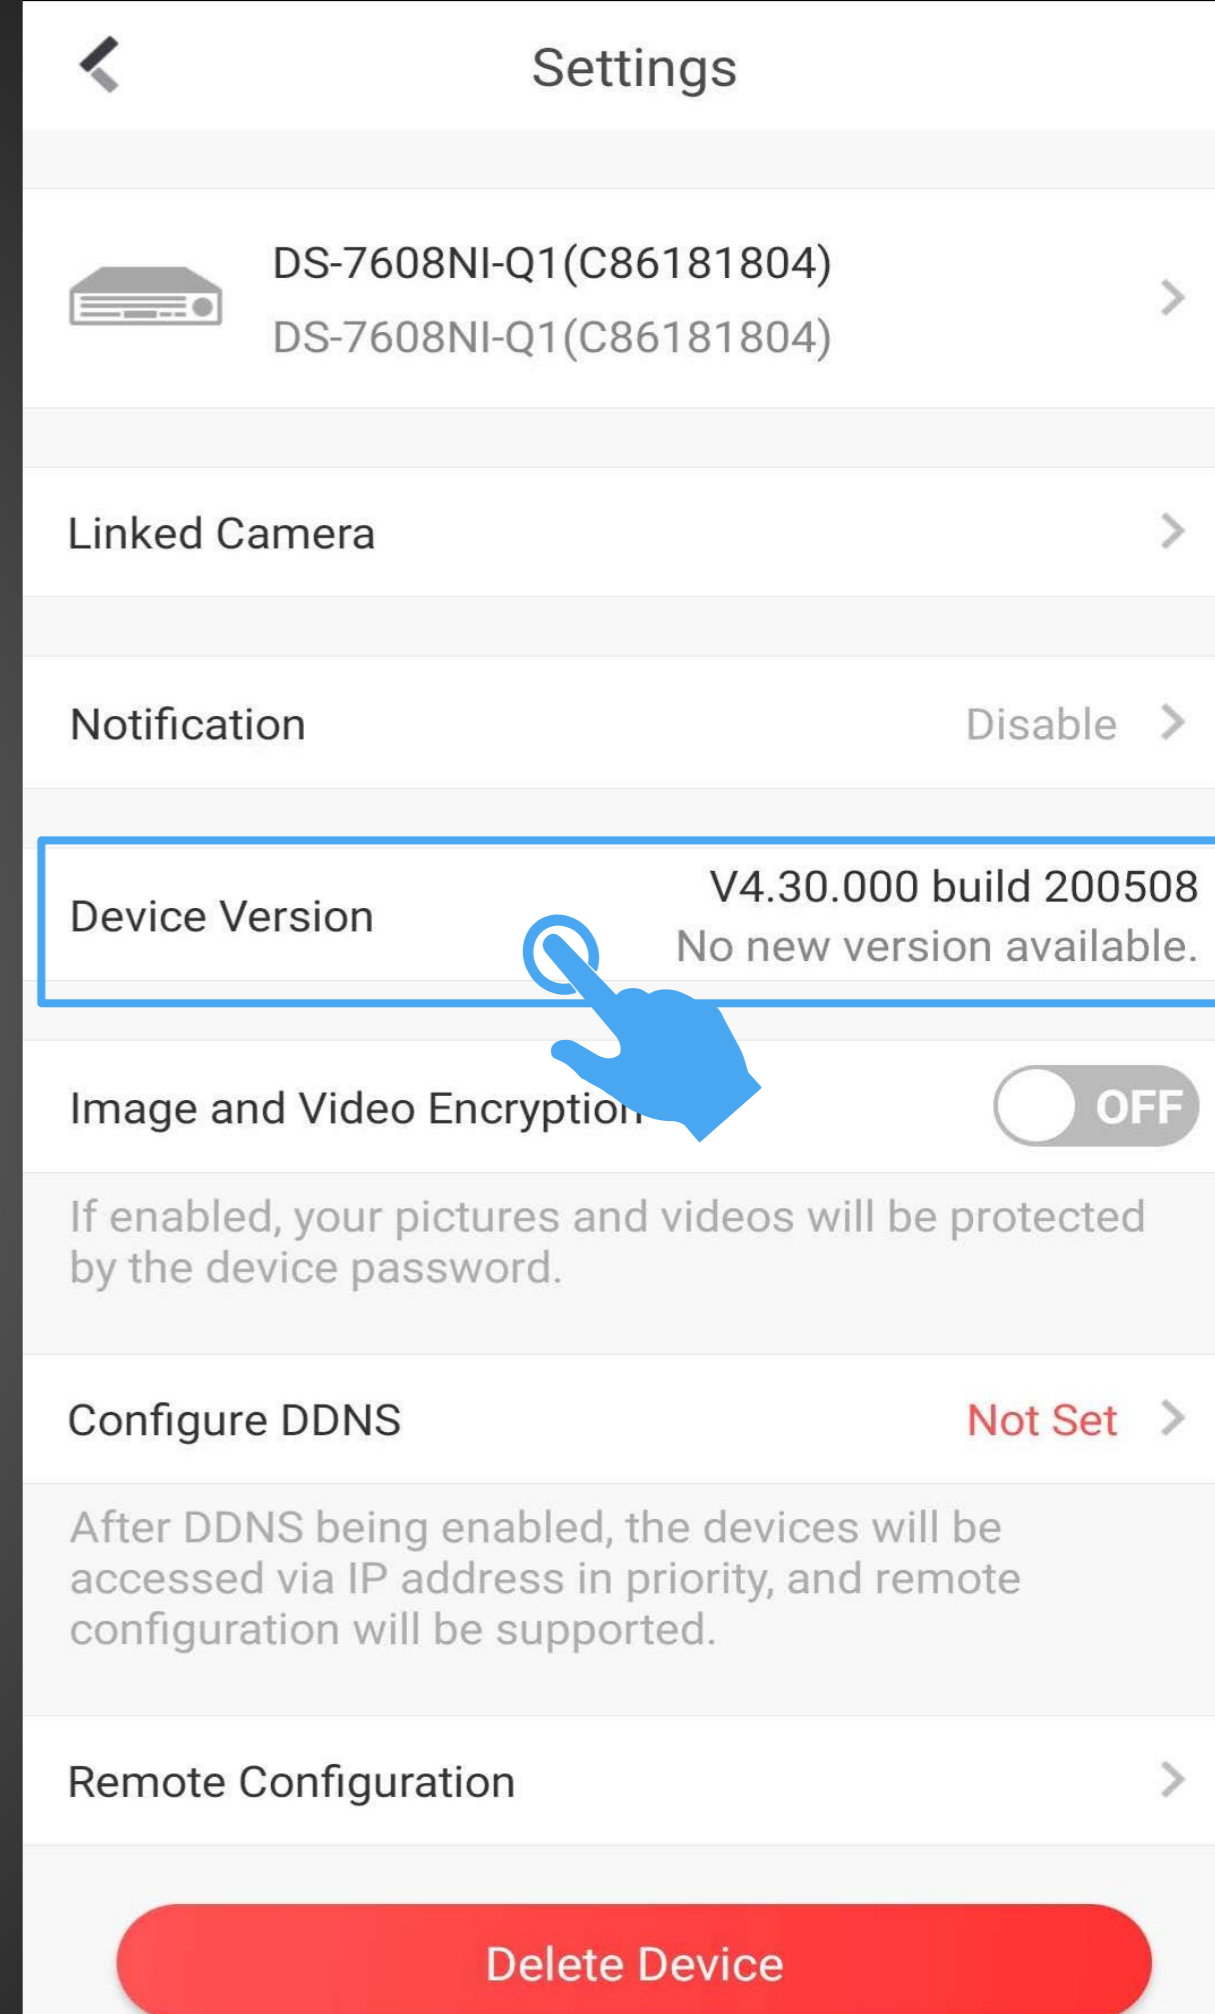 Settings
DS-7608NI-Q1(C86181804)
DS-7608NI-Q1(C86181804)
Linked Camera
Notification Disable
Device Version V4.30.000 build 200508
No new version available.
Image and Video Encryption OFF
If enabled, your pictures and videos will be protected
by the device password.
Configure DDNS Not Set
After DDNS being enabled, the devices will be
accessed via IP address in priority, and remote
configuration will be supported.
Remote Configuration
Delete Device